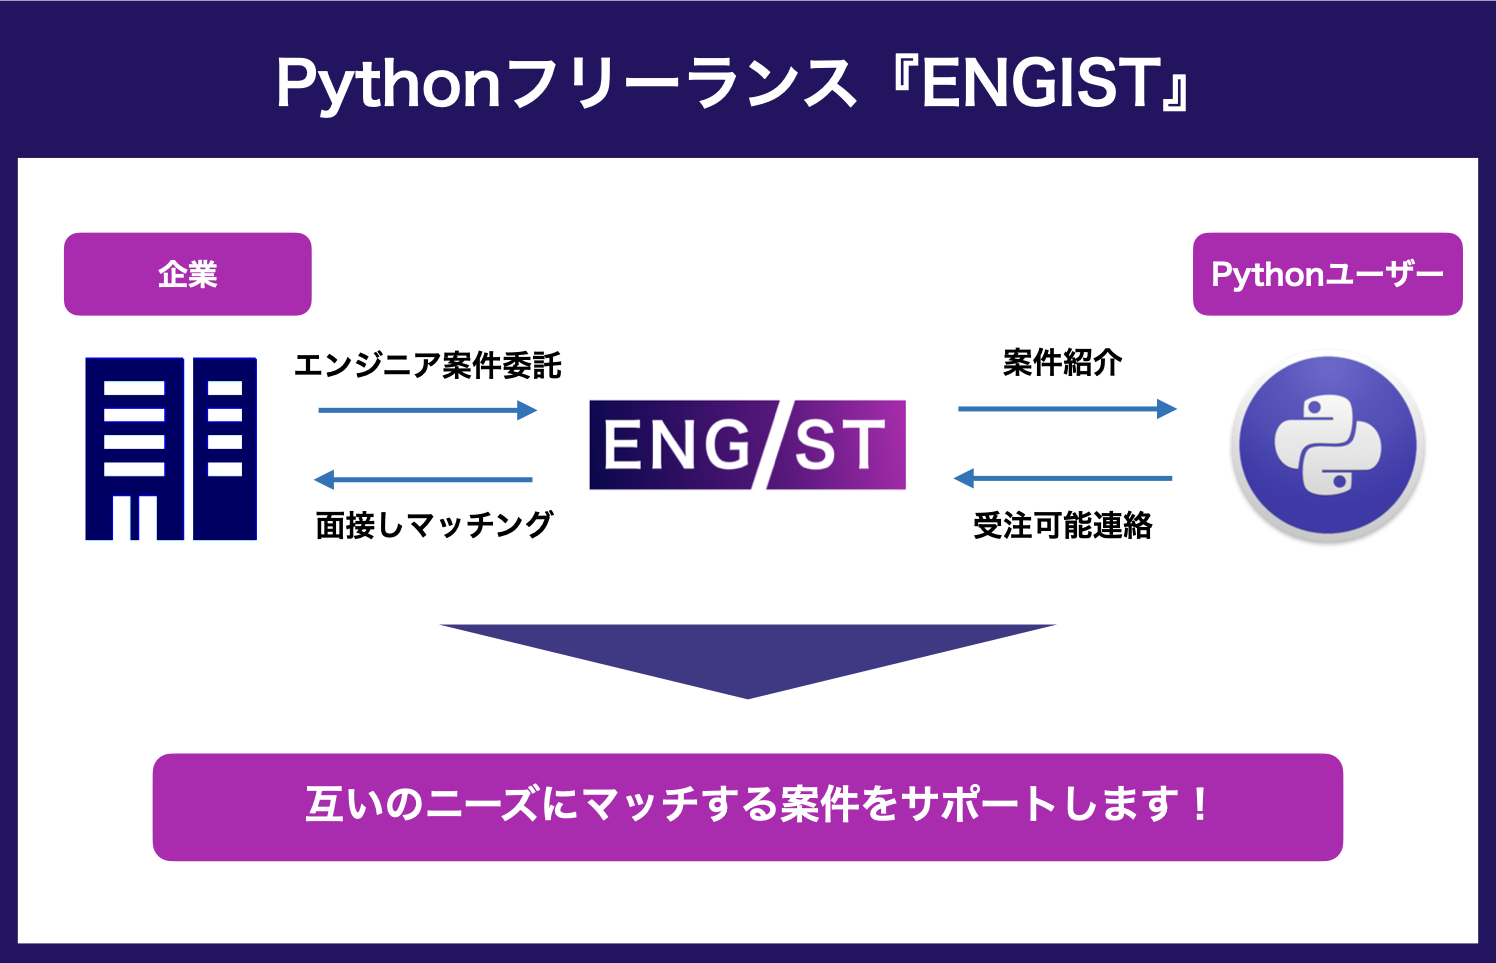 Pythonフリーランス『ENGIST』
企業
Pythonユーザー
エンジニア案件委託
案件紹介
ENG/ST
面接しマッチング
受注可能連絡
互いのニーズにマッチする案件をサポートします！